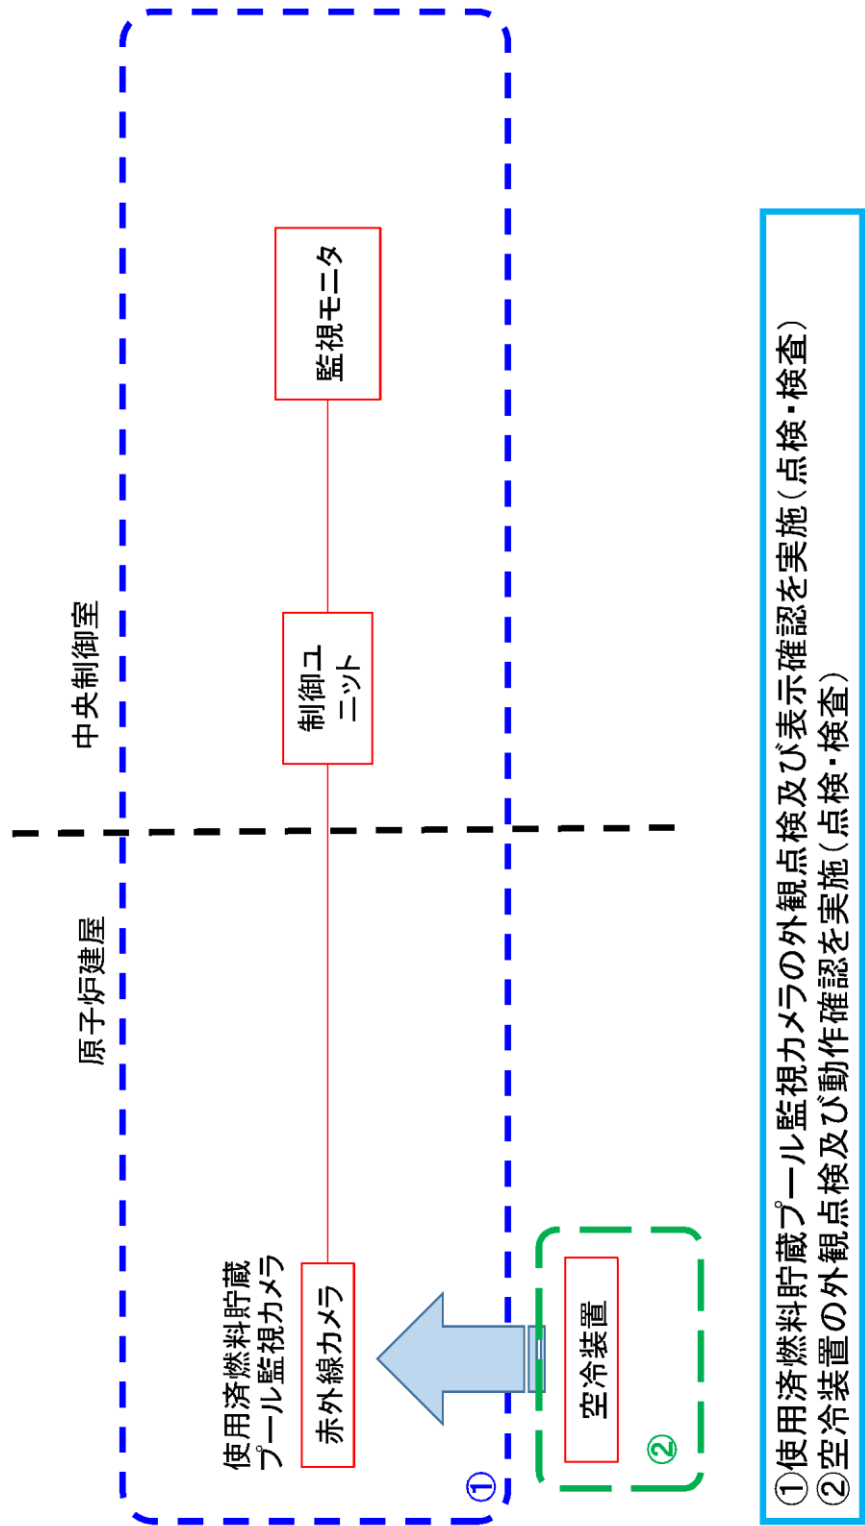 原子炉建屋
中央制御室
使用済燃料貯蔵
プール監視カメラ
赤外線カメラ
制御ユ
ニット
監視モニタ
①
空冷装置
②
①使用済燃料貯蔵プール監視カメラの外観点検及び表示確認を実施(点検・検査)
②空冷装置の外観点検及び動作確認を実施(点検・検査)